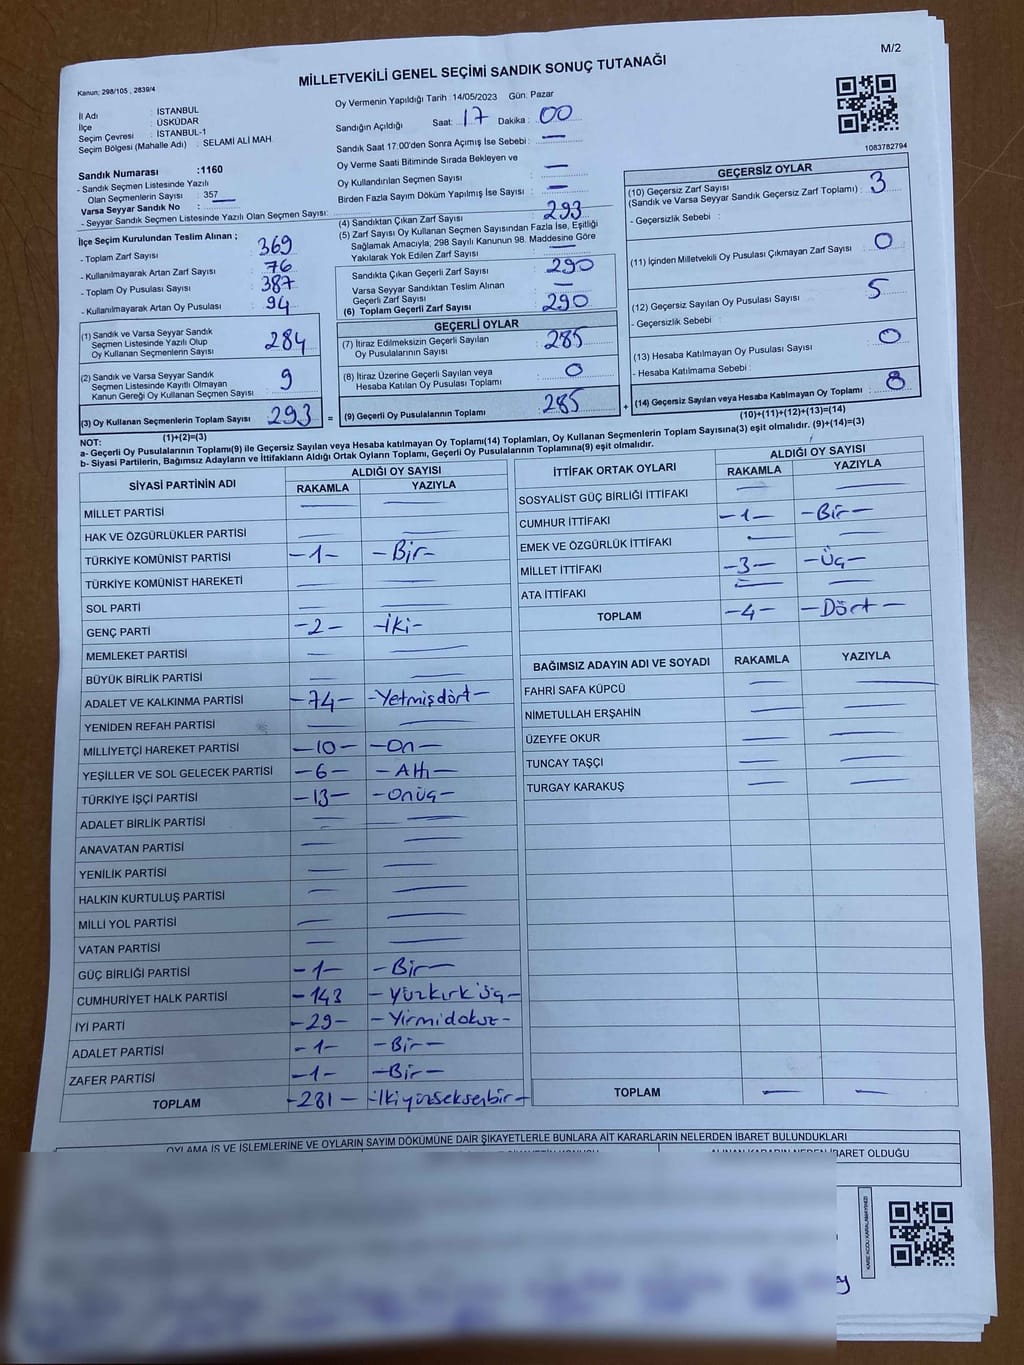 M/2
MİLLETVEKİLİ GENEL SEÇİMİ SANDIK SONUÇ TUTANAĞI
Kanun; 298/105 , 2839/4
İl Adı : İSTANBUL
İlçe : ÜSKÜDAR
Seçim Çevresi : İSTANBUL-1
Seçim Bölgesi (Mahalle Adı) : SELAMİ ALİ MAH
Sandık Numarası :1160
- Sandık Seçmen Listesinde Yazılı
Olan Seçmenlerin Sayısı : 357
Varsa Seyyar Sandık No :
- Seyyar Sandık Seçmen Listesinde Yazılı Olan Seçmen Sayısı:
Oy Vermenin Yapıldığı Tarih : 14/05/2023 Gün: Pazar
Sandığın Açıldığı Saat: 17 Dakika : 00
Sandık Saat 17.00'den Sonra Açımış İse Sebebi : —
Oy Verme Saati Bitiminde Sırada Bekleyen ve
Oy Kullandırılan Seçmen Sayısı : —
Birden Fazla Sayım Döküm Yapılmış İse Sayısı : —
1083782794
İlçe Seçim Kurulundan Teslim Alınan ;
- Toplam Zarf Sayısı : 369
- Kullanılmayarak Artan Zarf Sayısı : 76
- Toplam Oy Pusulası Sayısı : 387
- Kullanılmayarak Artan Oy Pusulası : 94
(1) Sandık ve Varsa Seyyar Sandık
Seçmen Listesinde Yazılı Olup
Oy Kullanan Seçmenlerin Sayısı 284
(2) Sandık ve Varsa Seyyar Sandık
Seçmen Listesinde Kayıtlı Olmayan
Kanun Gereği Oy Kullanan Seçmen Sayısı 9
(3) Oy Kullanan Seçmenlerin Toplam Sayısı 293 =
(1)+(2)=(3)
(4) Sandıktan Çıkan Zarf Sayısı 293
(5) Zarf Sayısı Oy Kullanan Seçmen Sayısından Fazla İse, Eşitliği
Sağlamak Amacıyla, 298 Sayılı Kanunun 98. Maddesine Göre
Yakılarak Yok Edilen Zarf Sayısı —
Sandıkta Çıkan Geçerli Zarf Sayısı 290
Varsa Seyyar Sandıktan Teslim Alınan
Geçerli Zarf Sayısı —
(6) Toplam Geçerli Zarf Sayısı 290
GEÇERLİ OYLAR
(7) İtiraz Edilmeksizin Geçerli Sayılan
Oy Pusulalarının Sayısı 285
(8) İtiraz Üzerine Geçerli Sayılan veya
Hesaba Katılan Oy Pusulası Toplamı 0
(9) Geçerli Oy Pusulalarının Toplamı 285 +
GEÇERSİZ OYLAR
(10) Geçersiz Zarf Sayısı
(Sandık ve Varsa Seyyar Sandık Geçersiz Zarf Toplamı) : 3
- Geçersizlik Sebebi :
(11) İçinden Milletvekili Oy Pusulası Çıkmayan Zarf Sayısı 0
(12) Geçersiz Sayılan Oy Pusulası Sayısı 5
- Geçersizlik Sebebi :
(13) Hesaba Katılmayan Oy Pusulası Sayısı 0
- Hesaba Katılmama Sebebi :
(14) Geçersiz Sayılan veya Hesaba Katılmayan Oy Toplamı : 8
(10)+(11)+(12)+(13)=(14)
NOT:
a- Geçerli Oy Pusulalarının Toplamı(9) ile Geçersiz Sayılan veya Hesaba katılmayan Oy Toplamı(14) Toplamları, Oy Kullanan Seçmenlerin Toplam Sayısına(3) eşit olmalıdır. (9)+(14)=(3)
b- Siyasi Partilerin, Bağımsız Adayların ve İttifakların Aldığı Ortak Oyların Toplamı, Geçerli Oy Pusulasının Toplamına(9) eşit olmalıdır.
SİYASİ PARTİNİN ADI ALDIĞI OY SAYISI
RAKAMLA YAZIYLA
MİLLET PARTİSİ — —
HAK VE ÖZGÜRLÜKLER PARTİSİ — —
TÜRKİYE KOMÜNİST PARTİSİ -1- -Bir-
TÜRKİYE KOMÜNİST HAREKETİ — —
SOL PARTİ — —
GENÇ PARTİ -2- -İki-
MEMLEKET PARTİSİ — —
BÜYÜK BİRLİK PARTİSİ — —
ADALET VE KALKINMA PARTİSİ -74- -Yetmişdört-
YENİDEN REFAH PARTİSİ — —
MİLLİYETÇİ HAREKET PARTİSİ -10- -On-
YEŞİLLER VE SOL GELECEK PARTİSİ -6- -Altı-
TÜRKİYE İŞÇİ PARTİSİ -13- -Onüç-
ADALET BİRLİK PARTİSİ — —
ANAVATAN PARTİSİ — —
YENİLİK PARTİSİ — —
HALKIN KURTULUŞ PARTİSİ — —
MİLLİ YOL PARTİSİ — —
VATAN PARTİSİ — —
GÜÇ BİRLİĞİ PARTİSİ -1- -Bir-
CUMHURİYET HALK PARTİSİ -143 -Yüzkırküç-
İYİ PARTİ -29- -Yirmidokuz-
ADALET PARTİSİ -1- -Bir-
ZAFER PARTİSİ -1- -Bir-
TOPLAM -281- -İkiyüzseksenbir-
İTTİFAK ORTAK OYLARI ALDIĞI OY SAYISI
RAKAMLA YAZIYLA
SOSYALİST GÜÇ BİRLİĞİ İTTİFAKI — —
CUMHUR İTTİFAKI -1- -Bir-
EMEK VE ÖZGÜRLÜK İTTİFAKI — —
MİLLET İTTİFAKI -3- -Üç-
ATA İTTİFAKI — —
TOPLAM -4- -Dört-
BAĞIMSIZ ADAYIN ADI VE SOYADI RAKAMLA YAZIYLA
FAHRİ SAFA KÜPCÜ — —
NİMETULLAH ERŞAHİN — —
ÜZEYFE OKUR — —
TUNCAY TAŞÇI — —
TURGAY KARAKUŞ — —
TOPLAM — —
OYLAMA İŞ VE İŞLEMLERİNE VE OYLARIN SAYIM DÖKÜMÜNE DAİR ŞİKAYETLERLE BUNLARA AİT KARARLARIN NELERDEN İBARET BULUNDUKLARI
ALINAN KARARIN NEDEN İBARET OLDUĞU